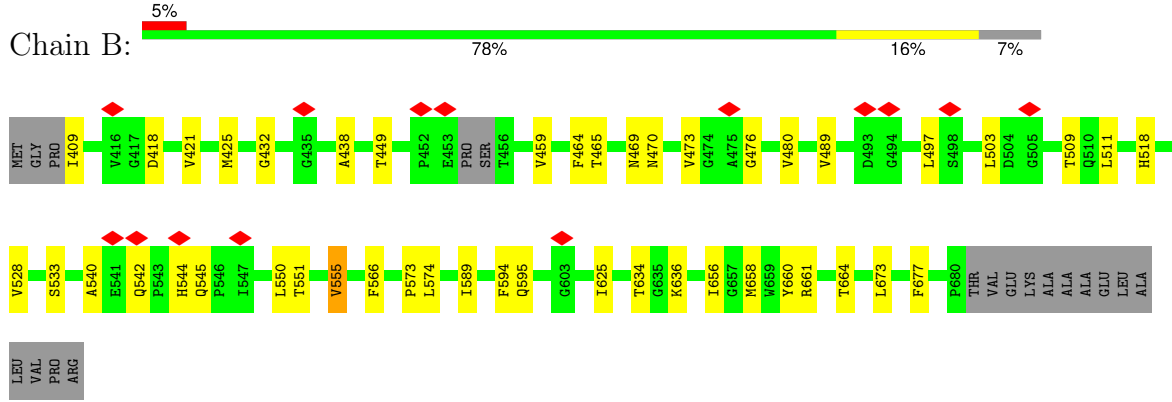 5%
Chain B:
78% 16% 7%
MET GLY PRO I409 V416 G417 D418 V421 M425 G432 G435 A438 T449 P452 E453 PRO SER T456 V459 F464 T465 N469 N470 V473 G474 A475 G476 V480 V489 D493 G494 L497 S498 L503 D504 G505 T509 Q510 L511 H518
V528 S533 A540 E541 Q542 P543 H544 Q545 P546 I547 L550 T551 V555 F566 P573 L574 I589 F594 Q595 G603 I625 T634 G635 K636 I656 G657 M658 W659 Y660 R661 T664 L673 F677 P680 THR VAL GLU LYS ALA ALA ALA GLU LEU ALA
LEU VAL PRO ARG